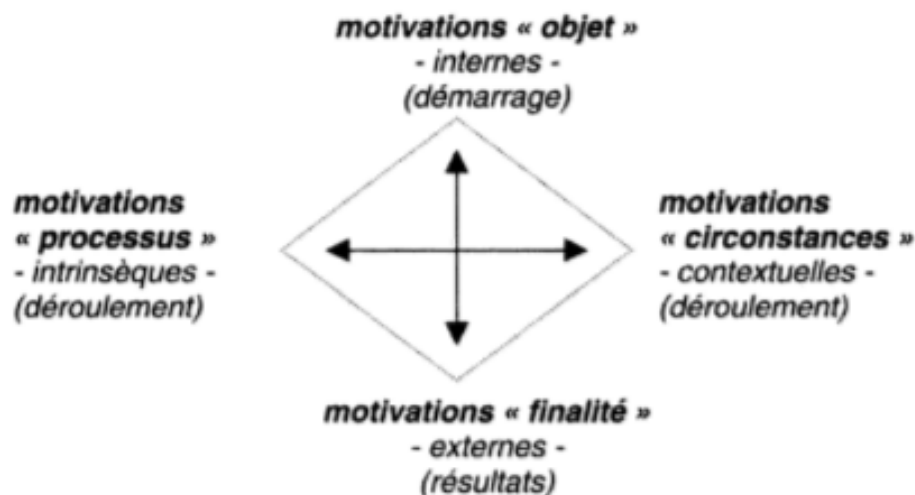 motivations « objet »
- internes -
(démarrage)
motivations
« processus »
- intrinsèques -
(déroulement)
motivations
« circonstances »
- contextuelles -
(déroulement)
motivations « finalité »
- externes -
(résultats)